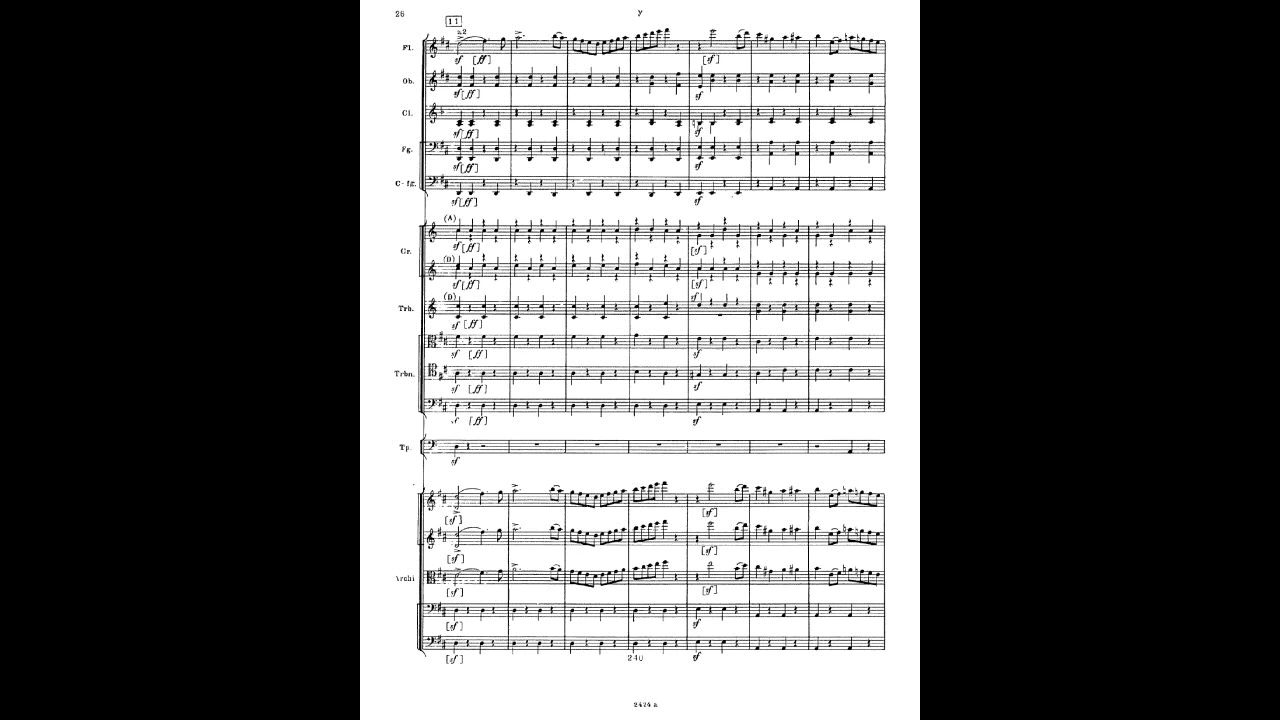 26 y
11
a2
Fl.
sf [ff] [sf]
Ob.
sf[ff] sf
Cl.
sf[ff] sf
Fg.
sf[ff] sf
C-fg.
sf[ff] sf
(A)
sf[ff] [sf]
Cr.
(D)
sf[ff] [sf]
(D) sf
Trb.
sf [ff]
sf [ff] sf
Trbn.
sf [ff] sf
[ff] sf
Tp.
sf
[sf] [sf]
[sf] [sf]
Archi
[sf]
[sf] sf
[sf] 240 sf
2424 a